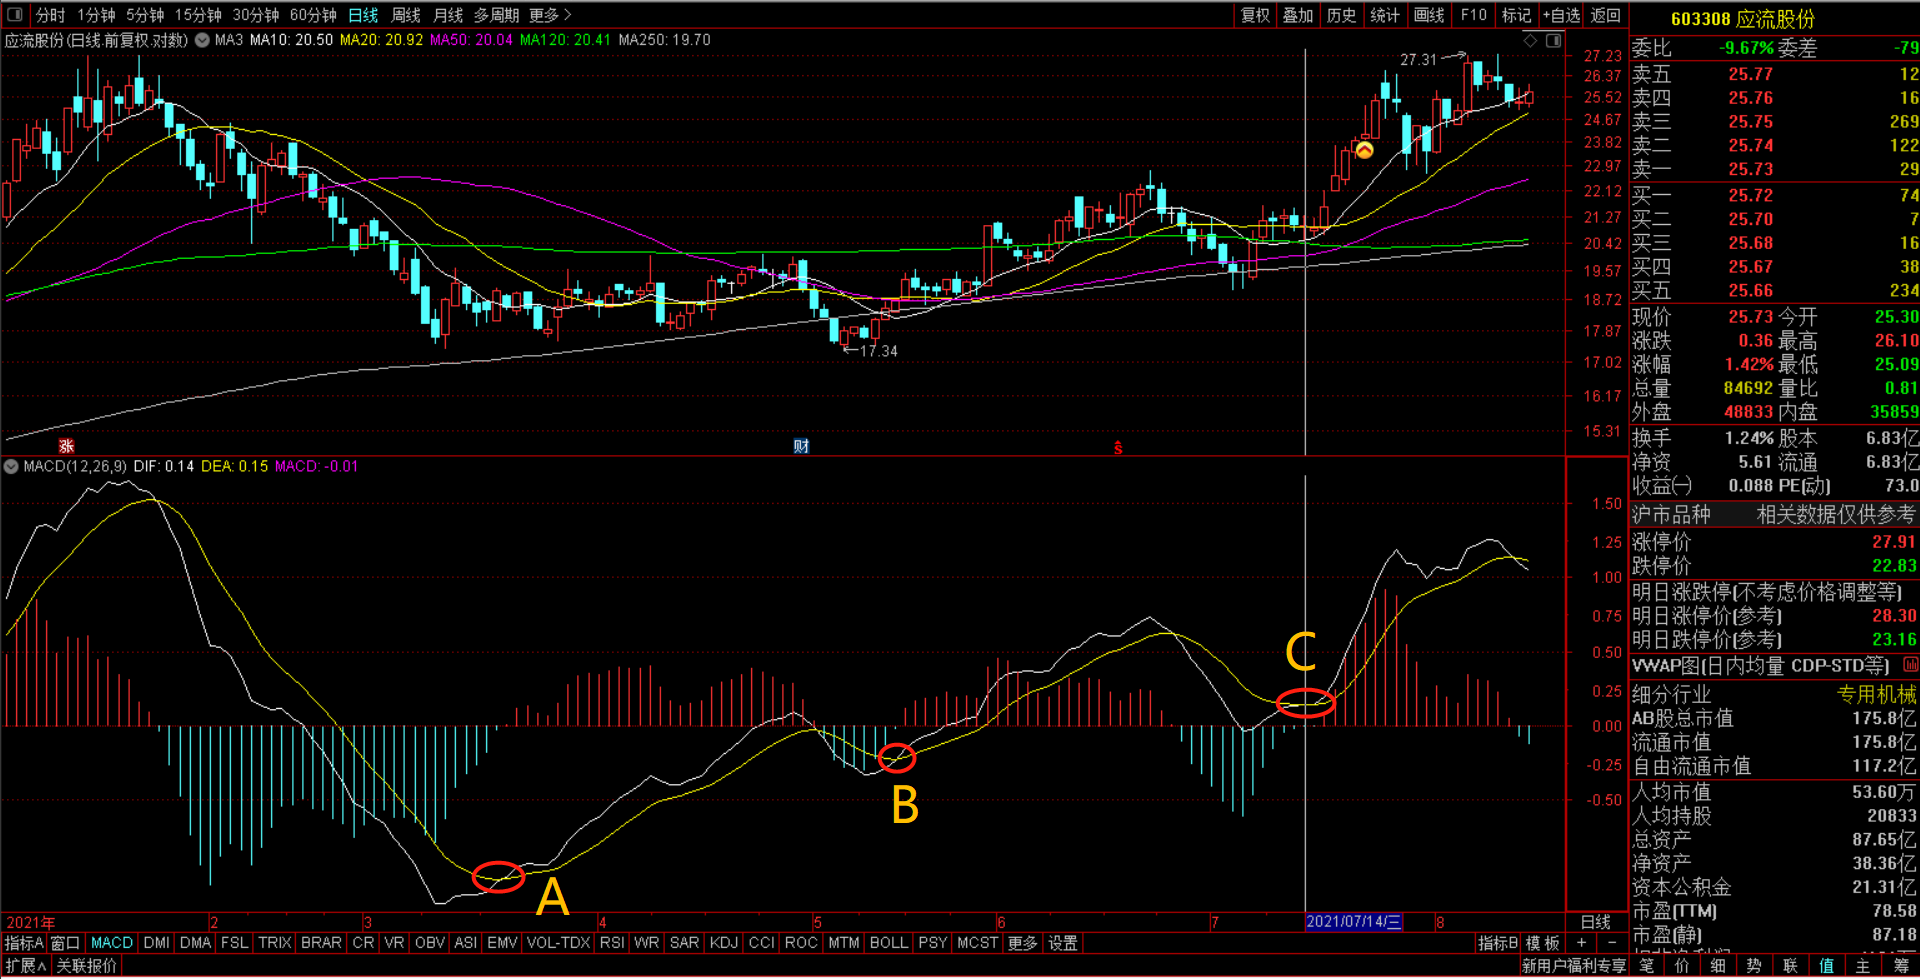 分时 1分钟 5分钟 15分钟 30分钟 60分钟 日线 周线 月线 多周期 更多 复权 叠加 历史 统计 画线 F10 标记 +自选 返回
603308 应流股份
应流股份(日线.前复权.对数) MA3 MA10: 20.50 MA20: 20.92 MA50: 20.04 MA120: 20.41 MA250: 19.70
27.31
17.34
27.23
26.37
25.52
24.67
23.82
22.97
22.12
21.27
20.42
19.57
18.72
17.87
17.02
16.17
15.31
涨 财 S
MACD(12,26,9) DIF: 0.14 DEA: 0.15 MACD: -0.01
1.50
1.25
1.00
0.75
0.50
0.25
0.00
-0.25
-0.50
C
B
A
2021年 2 3 4 5 6 7 2021/07/14/三 8 日线
指标A 窗口 MACD DMI DMA FSL TRIX BRAR CR VR OBV ASI EMV VOL-TDX RSI WR SAR KDJ CCI ROC MTM BOLL PSY MCST 更多 设置 指标B 模板 + -
扩展∧ 关联报价 新用户福利专享
委比 -9.67% 委差 -79
卖五 25.77 12
卖四 25.76 16
卖三 25.75 269
卖二 25.74 122
卖一 25.73 29
买一 25.72 74
买二 25.70 7
买三 25.68 16
买四 25.67 38
买五 25.66 234
现价 25.73 今开 25.30
涨跌 0.36 最高 26.10
涨幅 1.42% 最低 25.09
总量 84692 量比 0.81
外盘 48833 内盘 35859
换手 1.24% 股本 6.83亿
净资 5.61 流通 6.83亿
收益㈠ 0.088 PE(动) 73.0
沪市品种 相关数据仅供参考
涨停价 27.91
跌停价 22.83
明日涨跌停(不考虑价格调整等)
明日涨停价(参考) 28.30
明日跌停价(参考) 23.16
VWAP图(日内均量 CDP-STD等)
细分行业 专用机械
AB股总市值 175.8亿
流通市值 175.8亿
自由流通市值 117.2亿
人均市值 53.60万
人均持股 20833
总资产 87.65亿
净资产 38.36亿
资本公积金 21.31亿
市盈(TTM) 78.58
市盈(静) 87.18
笔 价 细 势 联 值 主 筹